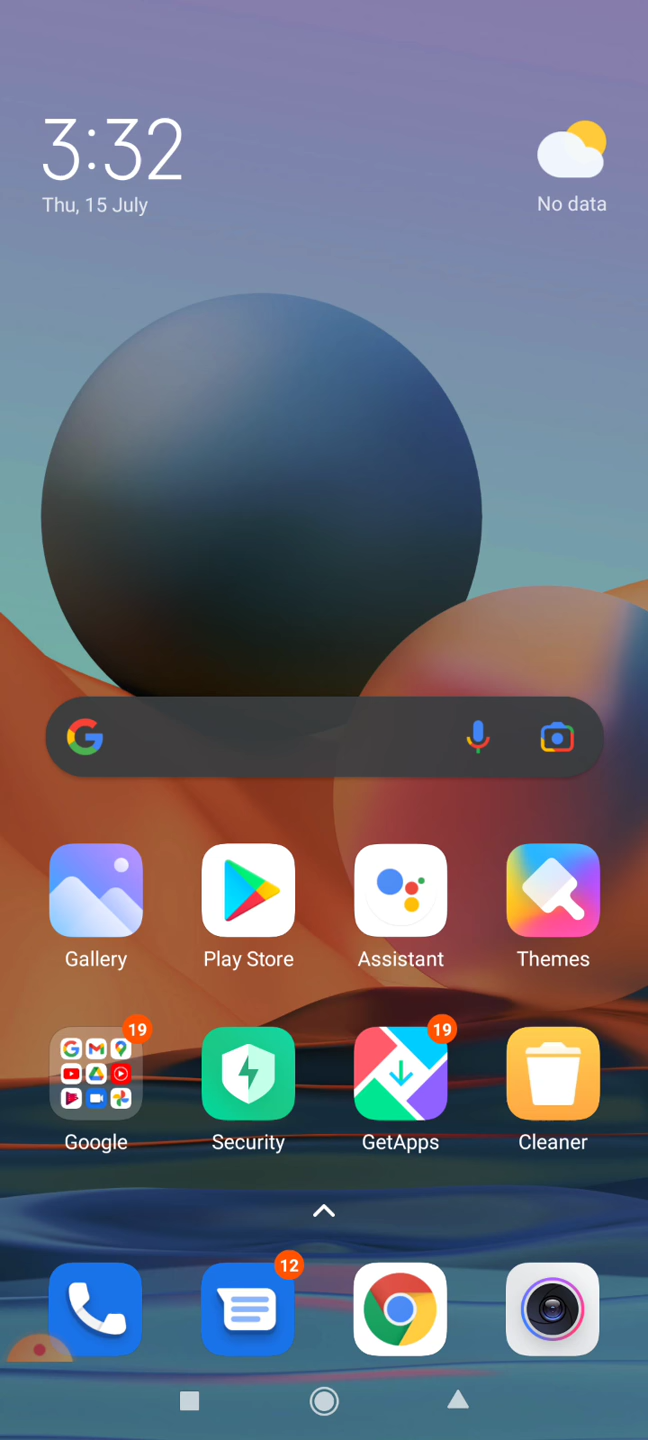 3:32
Thu, 15 July
No data
Gallery
Play Store
Assistant
Themes
19
19
Google
Security
GetApps
Cleaner
12